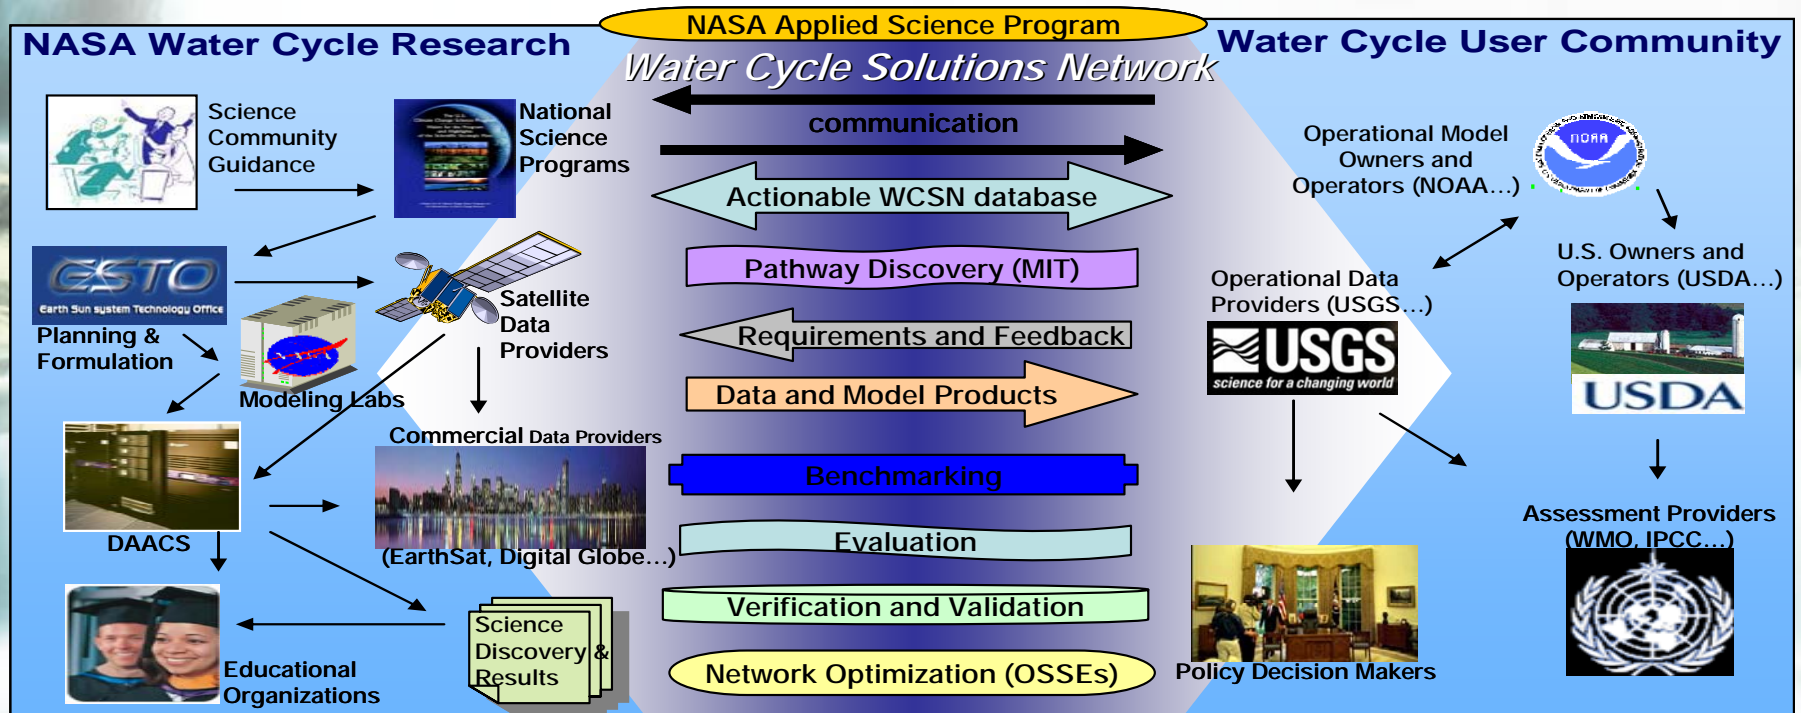 NASA Applied Science Program
NASA Water Cycle Research
Water Cycle Solutions Network
Water Cycle User Community
Science
Community
Guidance
National
Science
Programs
ESTO
Earth Sun system Technology Office
Planning &
Formulation
Satellite
Data
Providers
NASA
Modeling Labs
Commercial Data Providers
(EarthSat, Digital Globe...)
DAACS
Educational
Organizations
Science
Discovery &
Results
communication
Actionable WCSN database
Pathway Discovery (MIT)
Requirements and Feedback
Data and Model Products
Benchmarking
Evaluation
Verification and Validation
Network Optimization (OSSEs)
Operational Model
Owners and
Operators (NOAA...)
NOAA
U.S. Owners and
Operators (USDA...)
Operational Data
Providers (USGS...)
USGS
science for a changing world
USDA
Assessment Providers
(WMO, IPCC...)
Policy Decision Makers